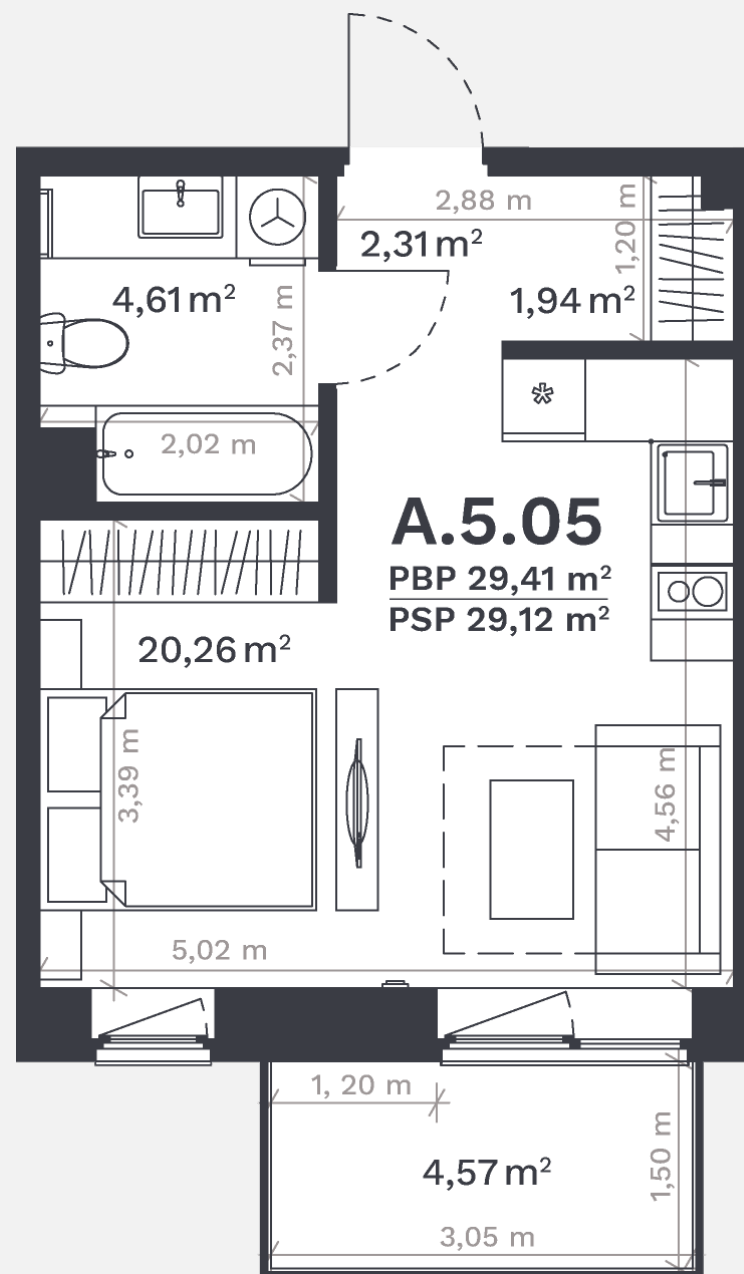 2,88 m
2,31 m²
1,20 m
1,94 m²
4,61 m²
2,37 m
2,02 m
A.5.05
PBP 29,41 m²
PSP 29,12 m²
20,26 m²
3,39 m
4,56 m
5,02 m
1, 20 m
4,57 m²
1,50 m
3,05 m